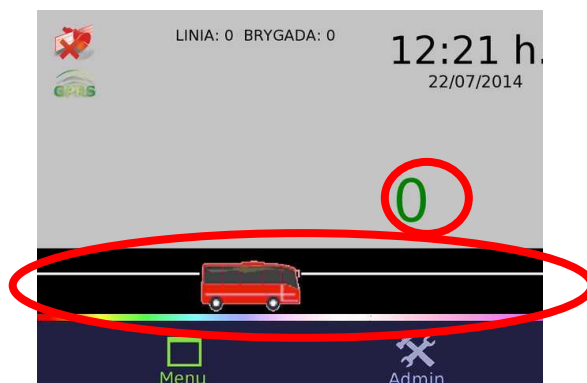 LINIA: 0 BRYGADA: 0
12:21 h.
22/07/2014
GPRS
0
Menu
Admin